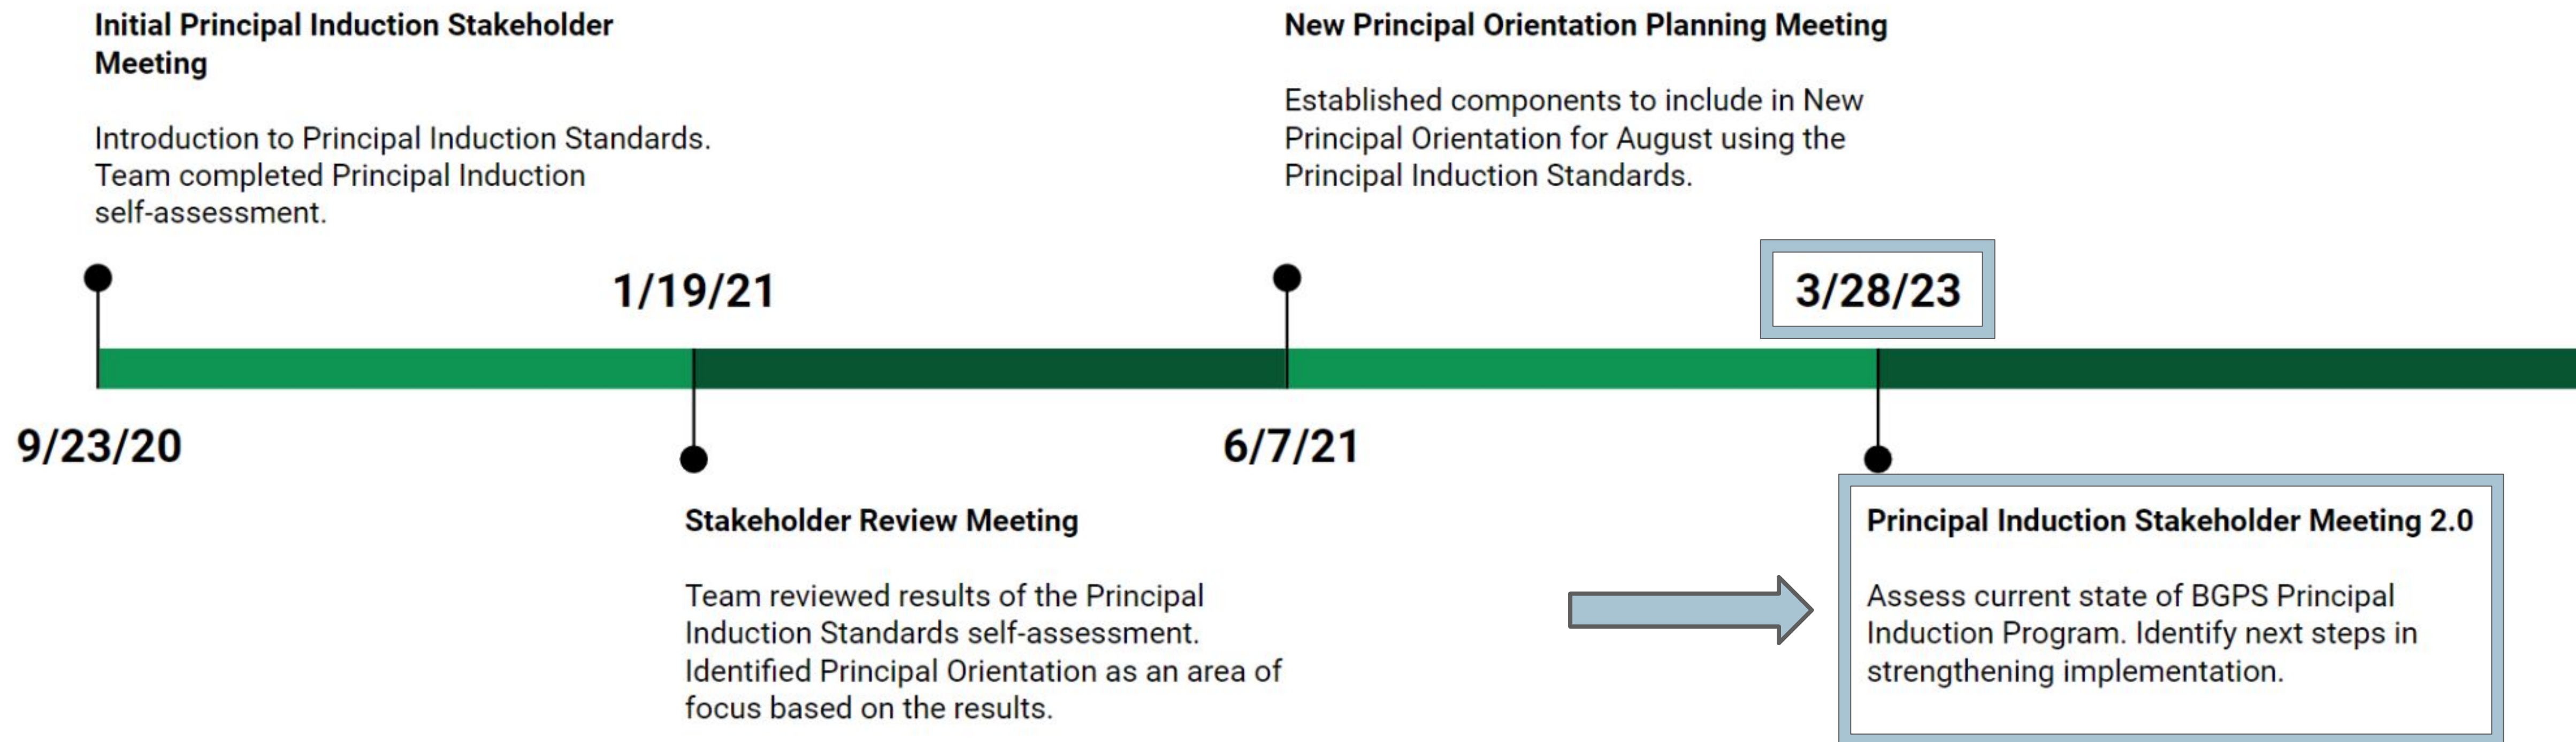 Initial Principal Induction Stakeholder
Meeting
Introduction to Principal Induction Standards.
Team completed Principal Induction
self-assessment.
9/23/20
1/19/21
Stakeholder Review Meeting
Team reviewed results of the Principal
Induction Standards self-assessment.
Identified Principal Orientation as an area of
focus based on the results.
New Principal Orientation Planning Meeting
Established components to include in New
Principal Orientation for August using the
Principal Induction Standards.
6/7/21
3/28/23
Principal Induction Stakeholder Meeting 2.0
Assess current state of BGPS Principal
Induction Program. Identify next steps in
strengthening implementation.